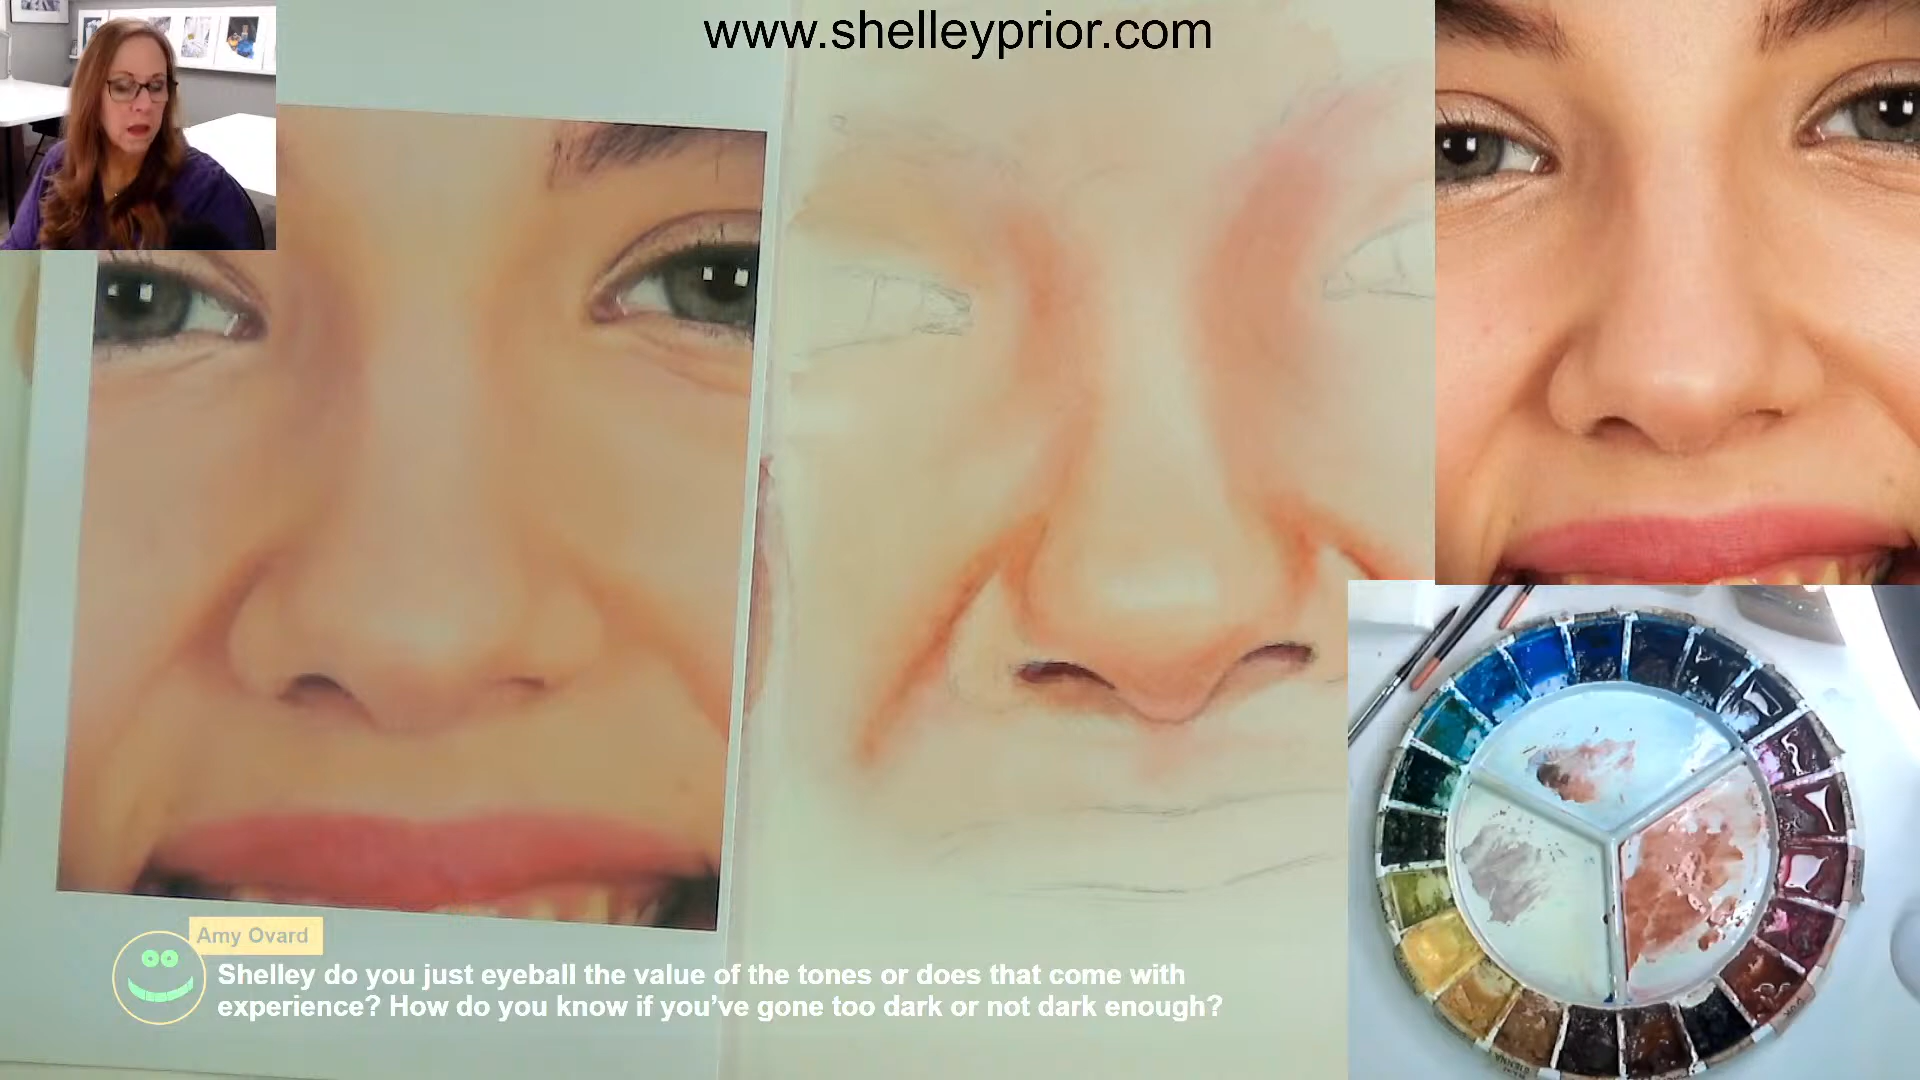 www.shelleyprior.com
Amy Ovard
Shelley do you just eyeball the value of the tones or does that come with
experience? How do you know if you’ve gone too dark or not dark enough?